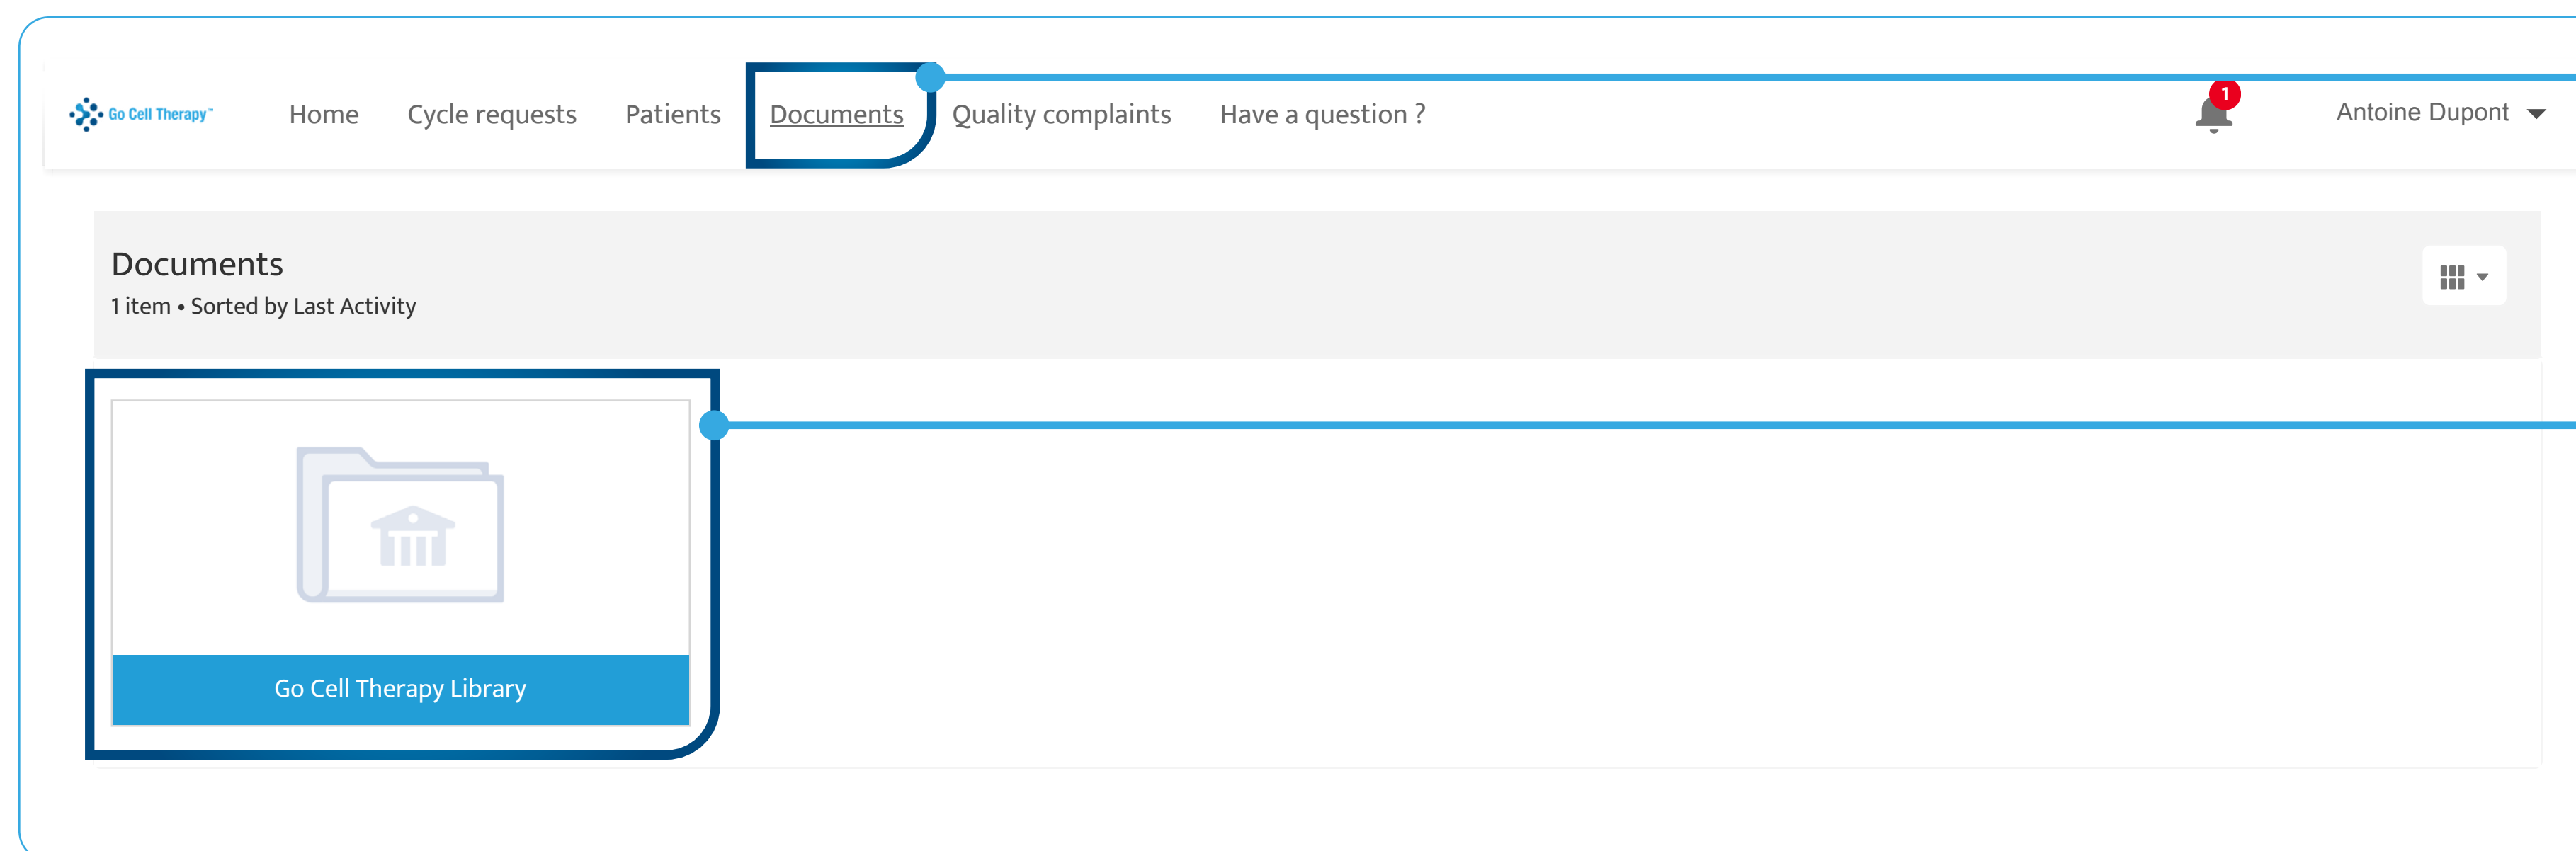 Go Cell Therapy™ Home Cycle requests Patients Documents Quality complaints Have a question ? 1 Antoine Dupont
Documents
1 item • Sorted by Last Activity
Go Cell Therapy Library